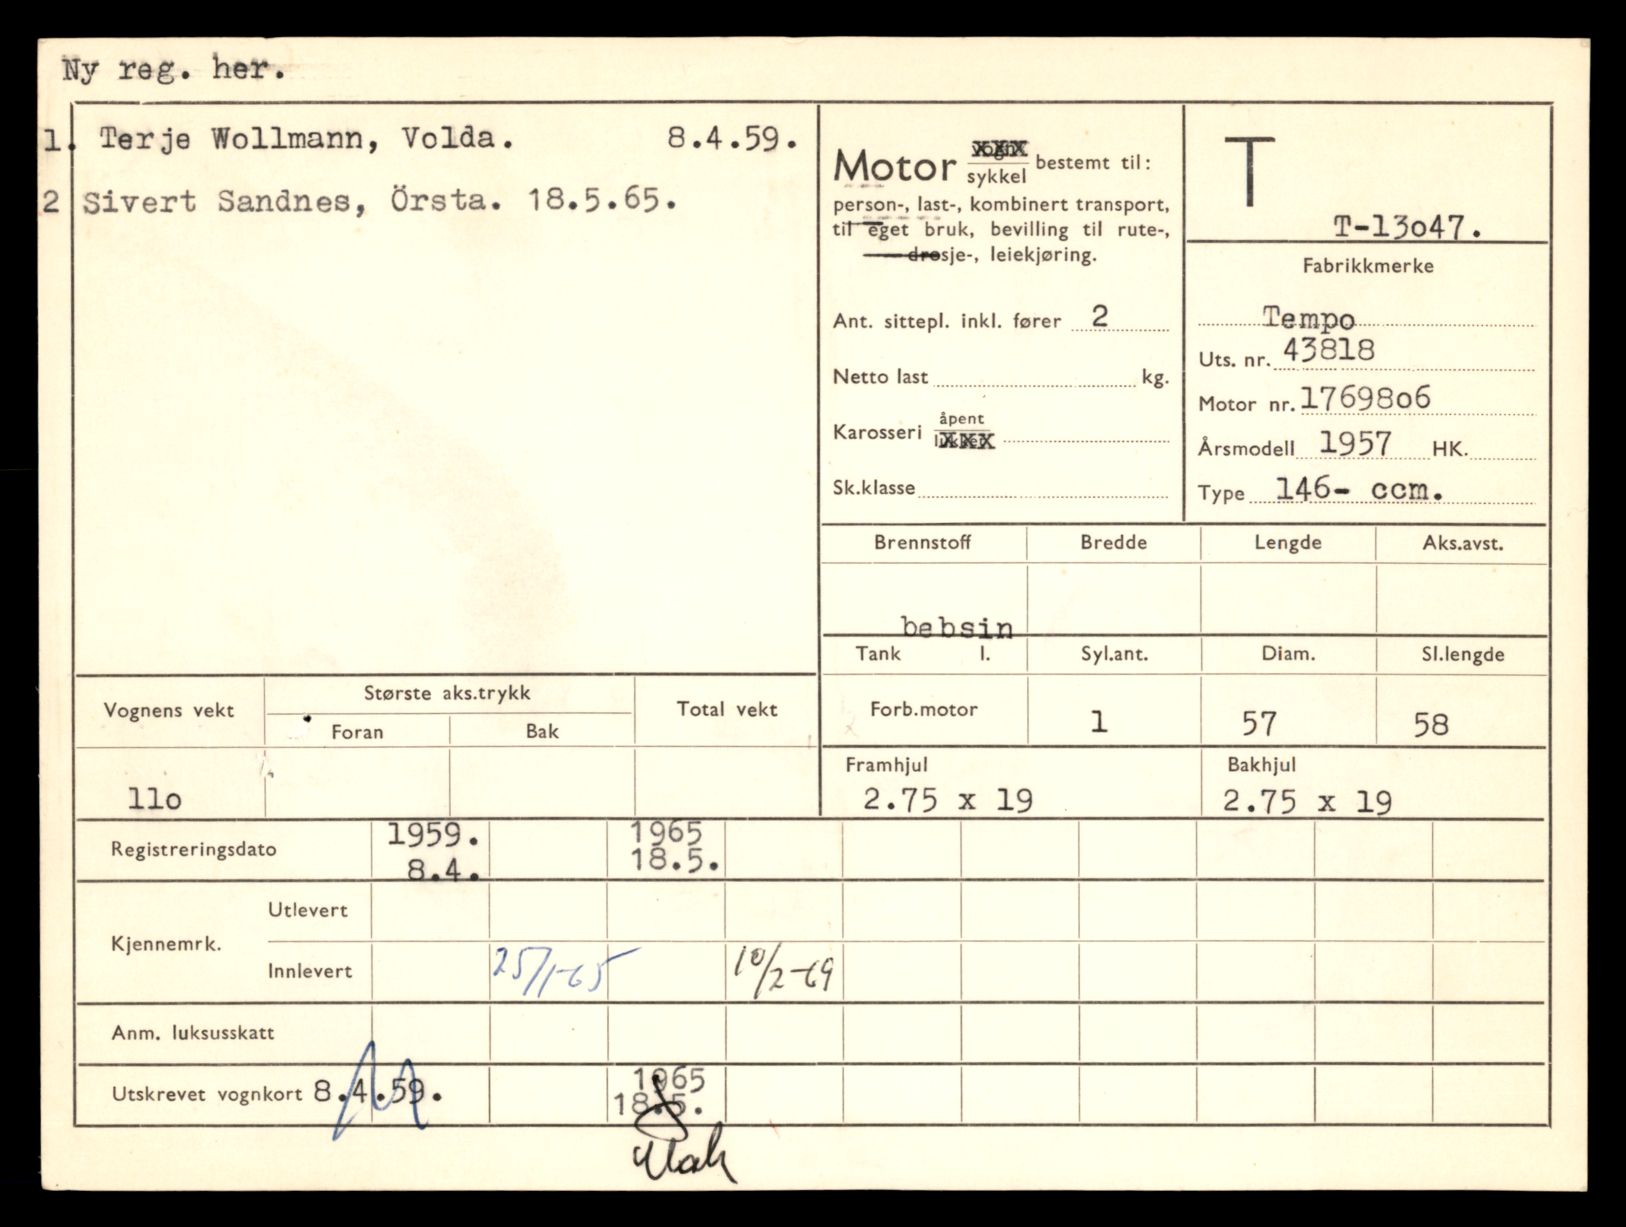 Ny reg. her.
1. Terje Wollmann, Volda. 8.4.59.
2 Sivert Sandnes, Örsta. 18.5.65.
Motor sykkel bestemt til:
person-, last-, kombinert transport,
til eget bruk, bevilling til rute-,
drosje-, leiekjøring.
Ant. sittepl. inkl. fører 2
Netto last kg.
Karosseri åpent
Sk.klasse
T
T-13o47.
Fabrikkmerke
Tempo
Uts. nr. 43818
Motor nr. 17698o6
Årsmodell 1957 HK.
Type 146- ccm.
Brennstoff Bredde Lengde Aks.avst.
bebsin
Tank l. Syl.ant. Diam. Sl.lengde
Forb.motor 1 57 58
Framhjul Bakhjul
2.75 x 19 2.75 x 19
Vognens vekt Største aks.trykk Total vekt
Foran Bak
11o
Registreringsdato 1959. 1965
8.4. 18.5.
Kjennemrk. Utlevert
Innlevert 25/1-65 10/2-69
Anm. luksusskatt
Utskrevet vognkort 8.4.59. 1965
18.5.